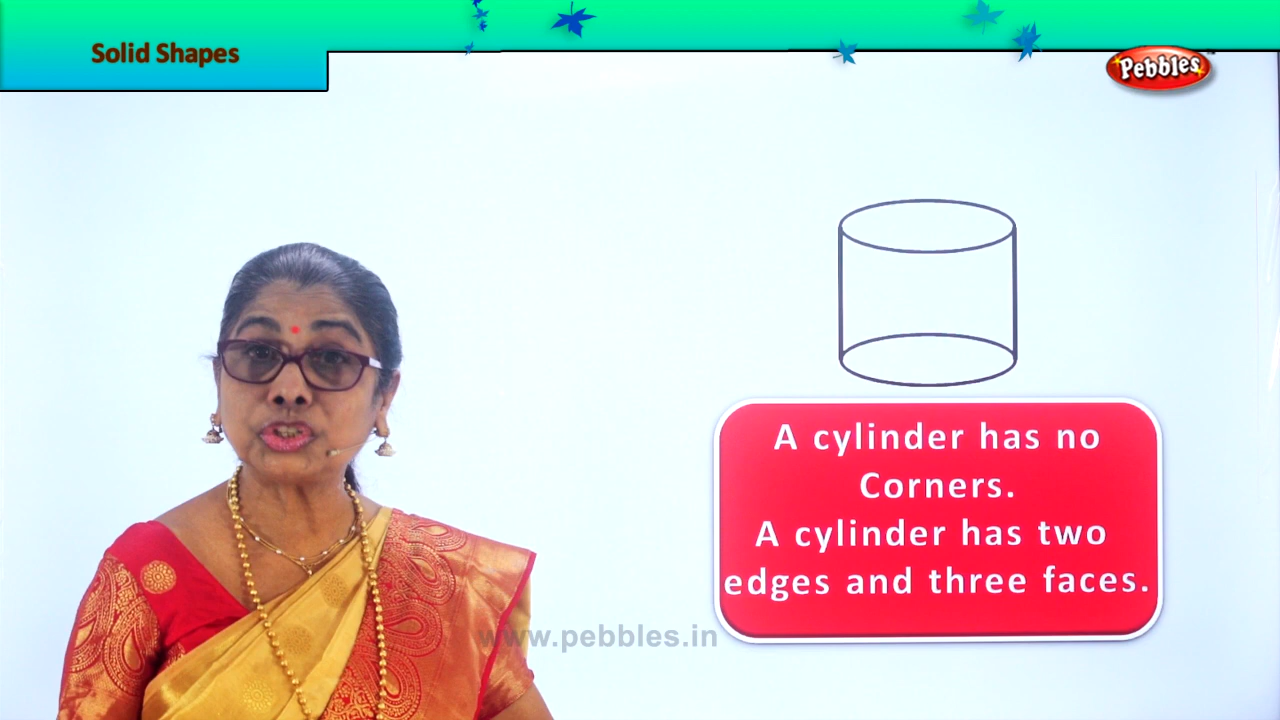 Solid Shapes
Pebbles
A cylinder has no
Corners.
A cylinder has two
edges and three faces.
www.pebbles.in